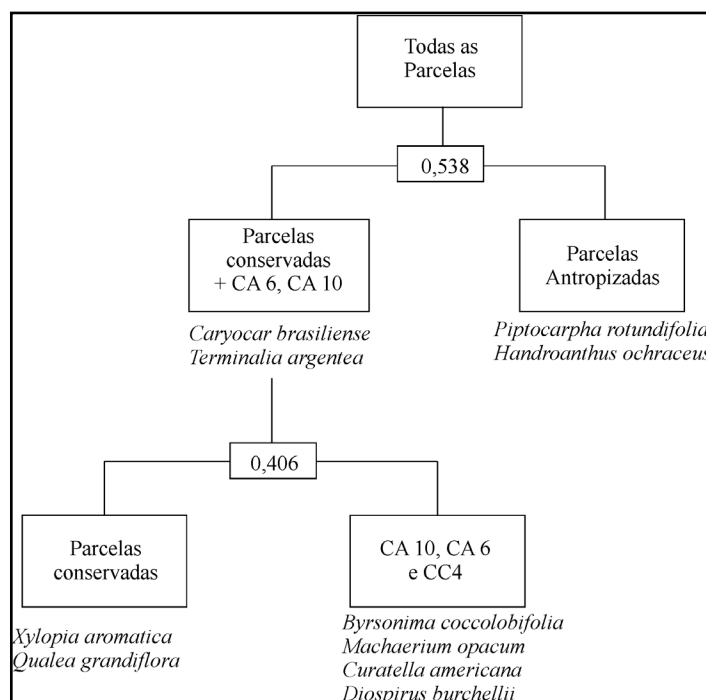 Todas as
Parcelas
0,538
Parcelas
conservadas
+ CA 6, CA 10
Parcelas
Antropizadas
Caryocar brasiliense
Terminalia argentea
Piptocarpha rotundifolia
Handroanthus ochraceus
0,406
Parcelas
conservadas
CA 10, CA 6
e CC4
Xylopia aromatica
Qualea grandiflora
Byrsonima coccolobifolia
Machaerium opacum
Curatella americana
Diospirus burchellii